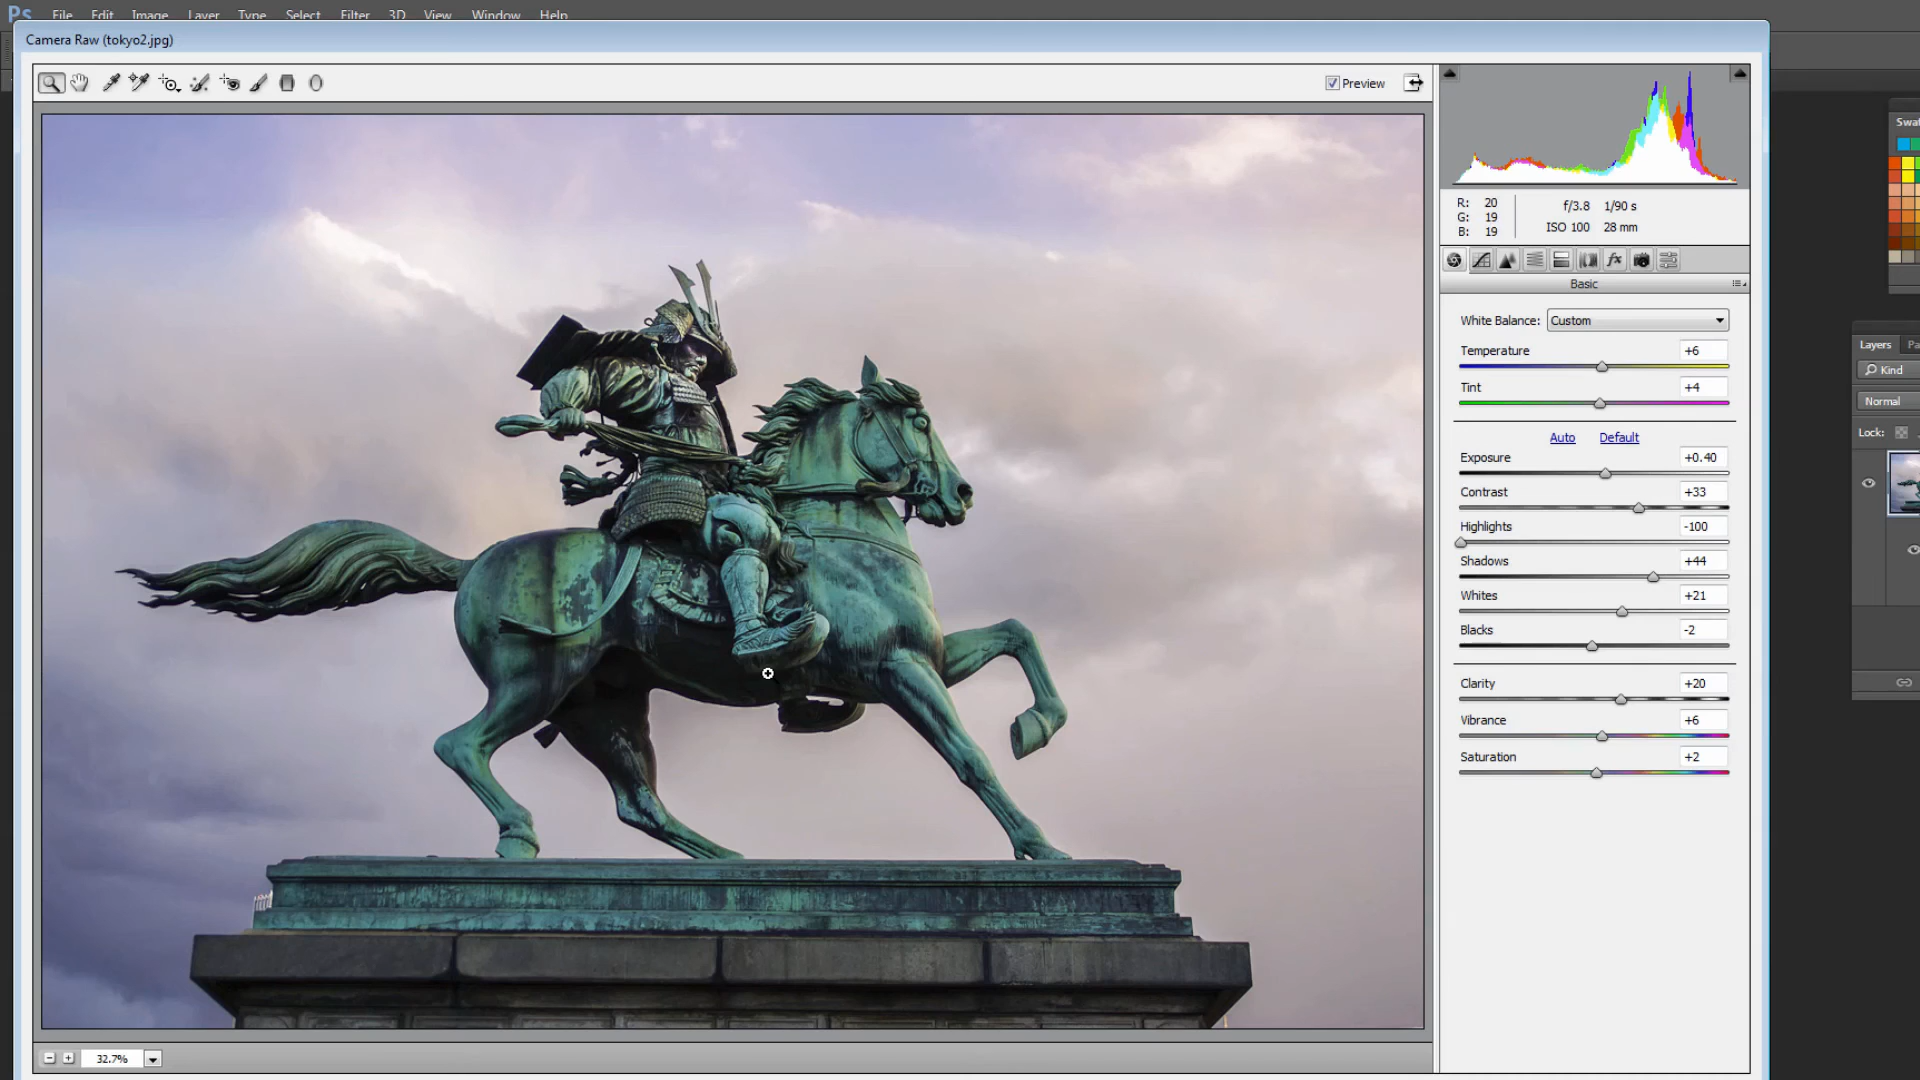 Ps File Edit Image Layer Type Select Filter 3D View Window Help
Camera Raw (tokyo2.jpg)
Preview
R: 20
G: 19
B: 19
f/3.8 1/90 s
ISO 100 28 mm
fx
Basic
White Balance: Custom
Temperature +6
Tint +4
Auto Default
Exposure +0.40
Contrast +33
Highlights -100
Shadows +44
Whites +21
Blacks -2
Clarity +20
Vibrance +6
Saturation +2
32.7%
Swat
Layers Pa
Kind
Normal
Lock: